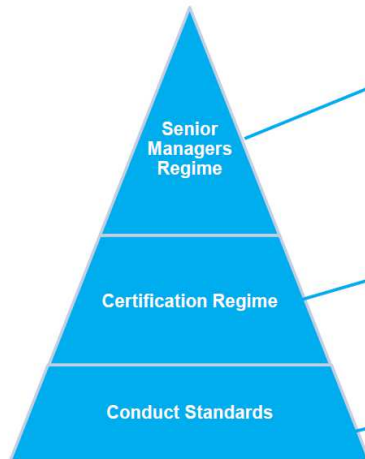 Senior
Managers
Regime
Certification Regime
Conduct Standards